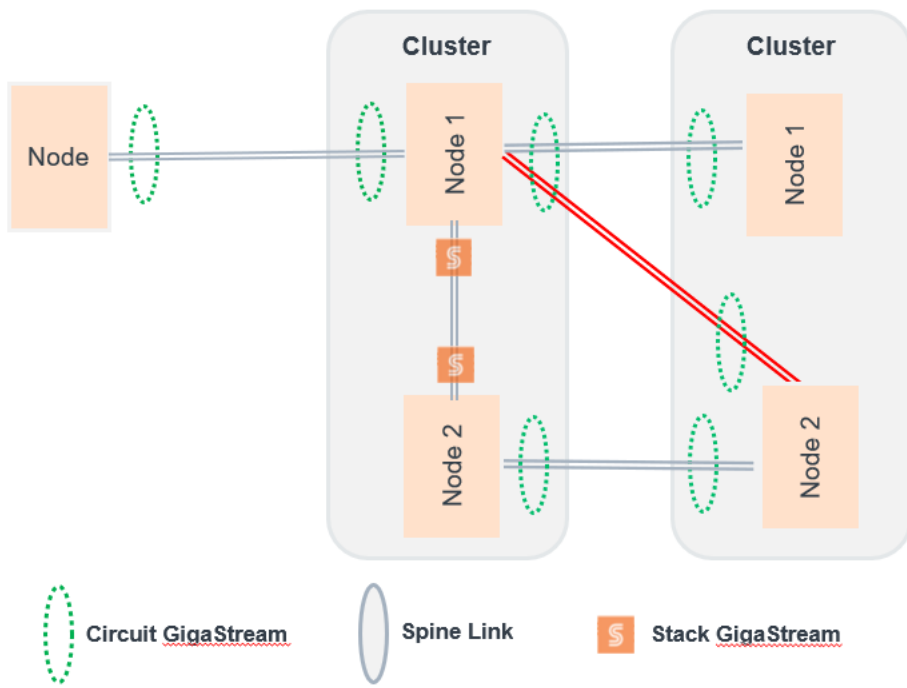 Cluster
Cluster
Node
Node 1
Node 1
Node 2
Node 2
Circuit GigaStream
Spine Link
Stack GigaStream